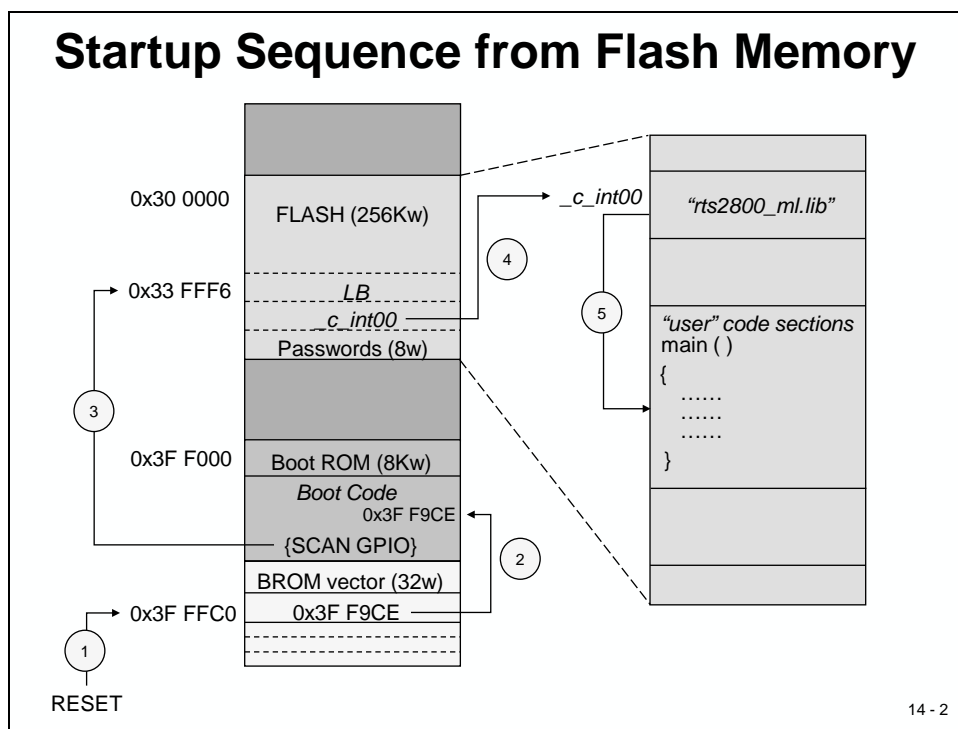 Startup Sequence from Flash Memory
0x30 0000
FLASH (256Kw)
0x33 FFF6
LB
_c_int00
Passwords (8w)
4
_c_int00
“rts2800_ml.lib”
5
“user” code sections
main ( )
{
……
……
……
}
3
0x3F F000
Boot ROM (8Kw)
Boot Code
0x3F F9CE
{SCAN GPIO}
2
BROM vector (32w)
0x3F FFC0
0x3F F9CE
1
RESET
14 - 2